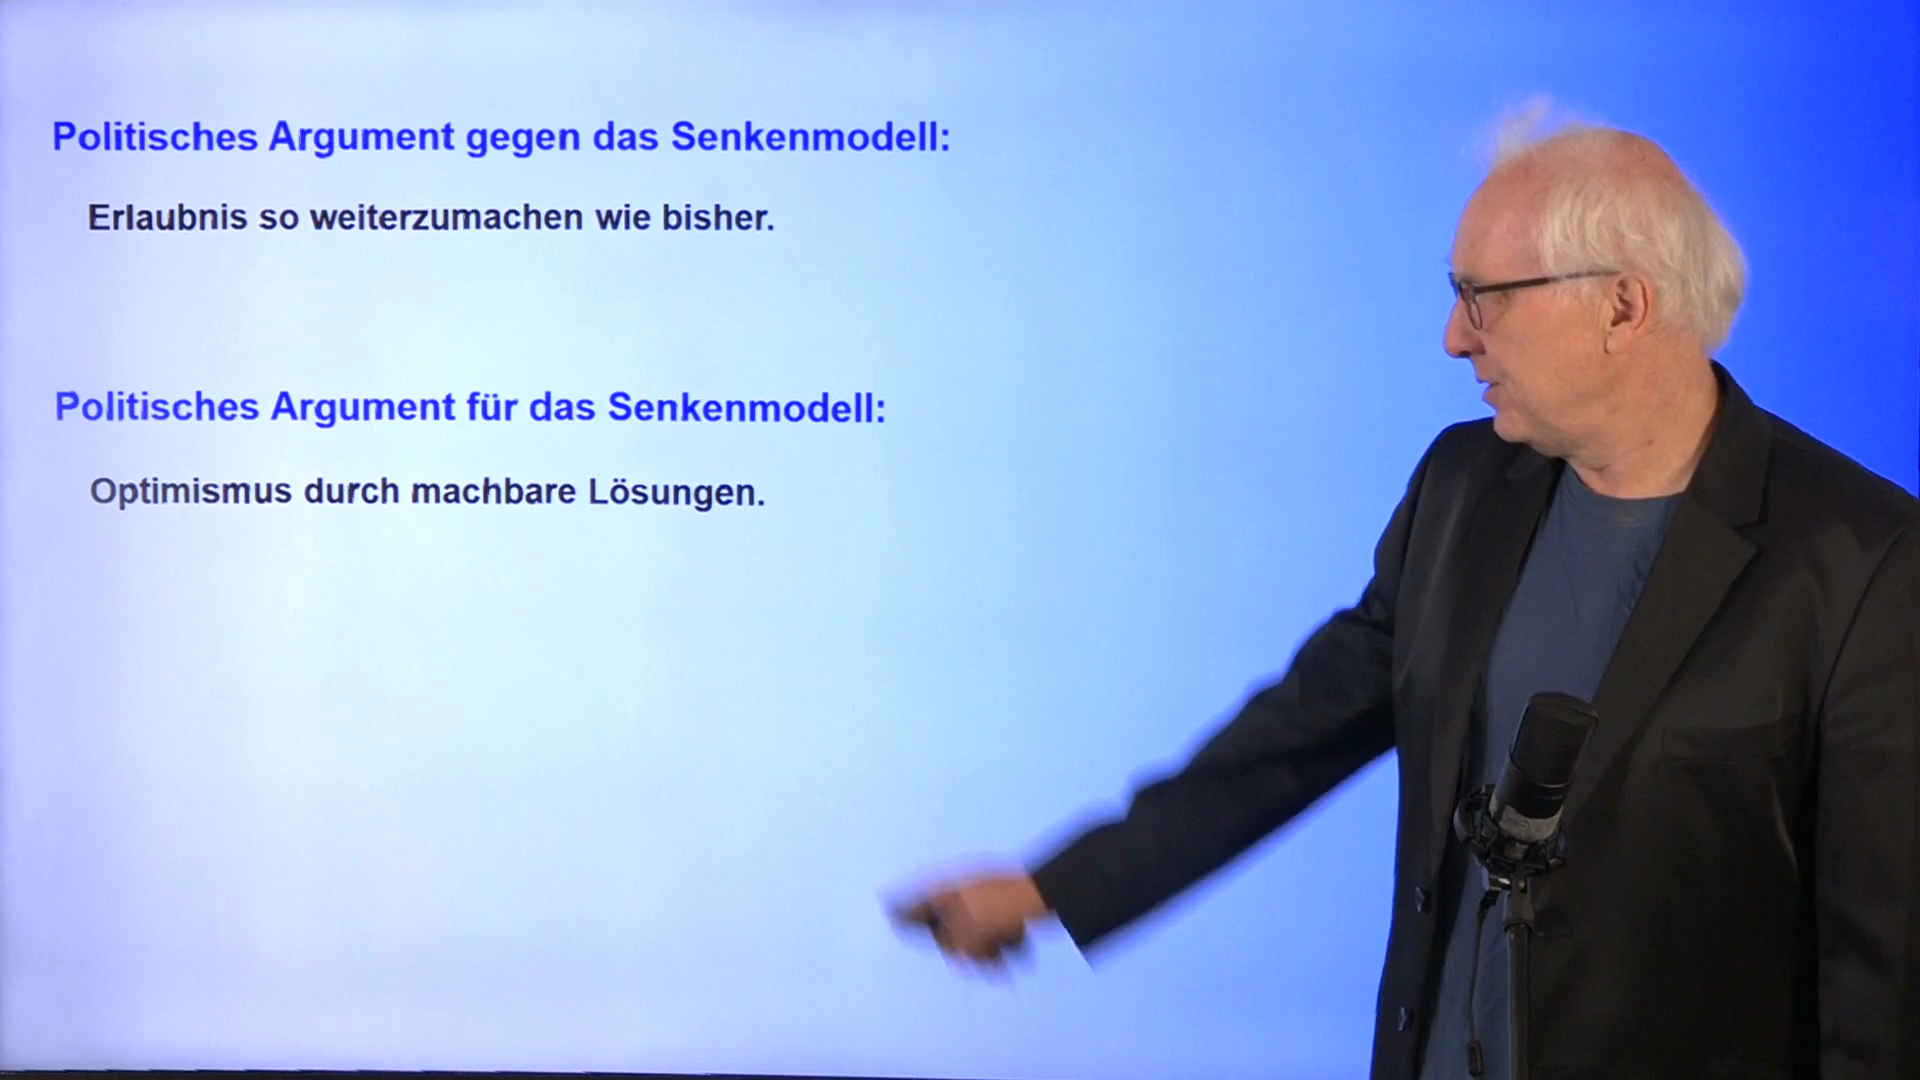 Politisches Argument gegen das Senkenmodell:
Erlaubnis so weiterzumachen wie bisher.
Politisches Argument für das Senkenmodell:
Optimismus durch machbare Lösungen.